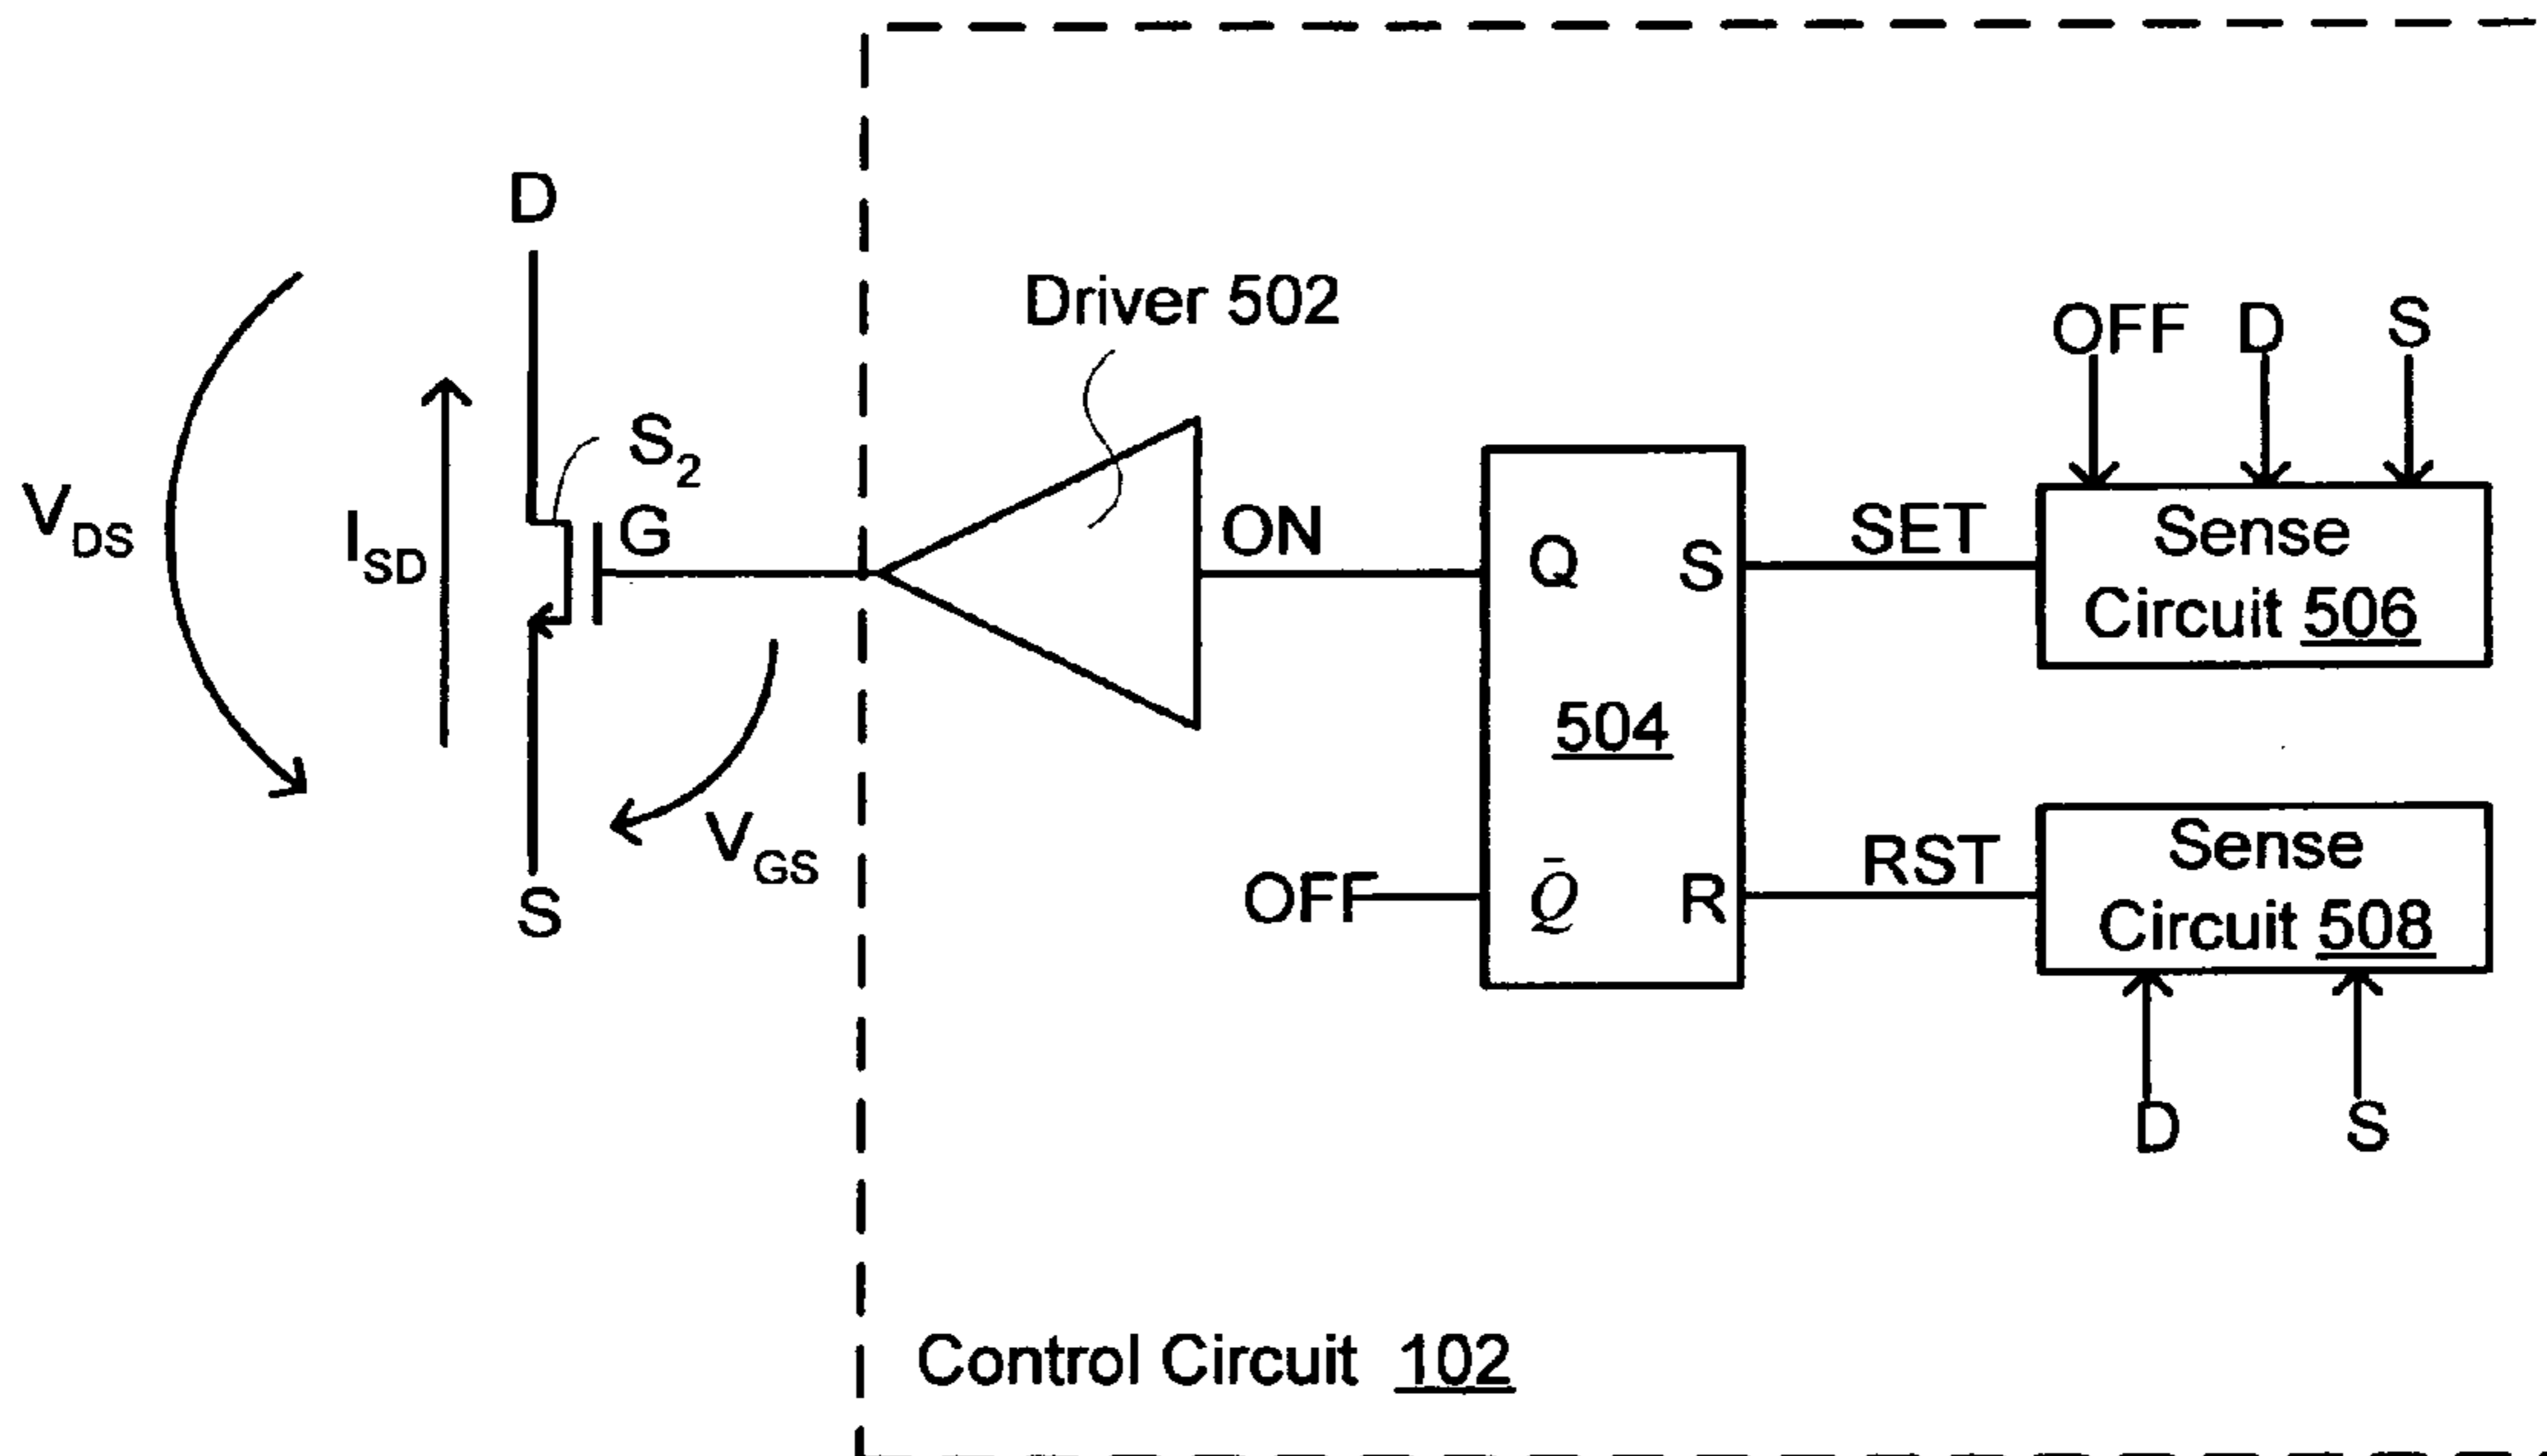 D
Driver 502
OFF D S
S2
VDS
ISD
G
ON
Q
S
SET
Sense
Circuit 506
504
VGS
S
OFF
Q̄
R
RST
Sense
Circuit 508
D S
Control Circuit 102